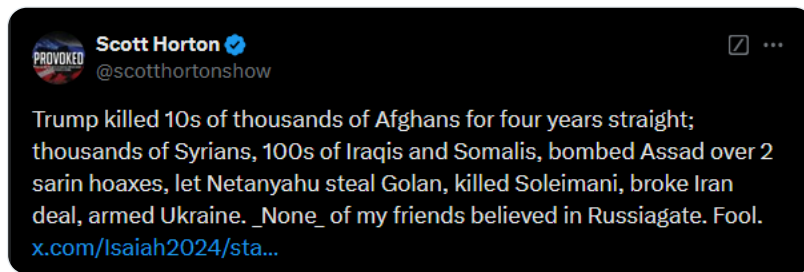 PROVOKED
Scott Horton
@scotthortonshow
Trump killed 10s of thousands of Afghans for four years straight;
thousands of Syrians, 100s of Iraqis and Somalis, bombed Assad over 2
sarin hoaxes, let Netanyahu steal Golan, killed Soleimani, broke Iran
deal, armed Ukraine. _None_ of my friends believed in Russiagate. Fool.
x.com/Isaiah2024/sta...